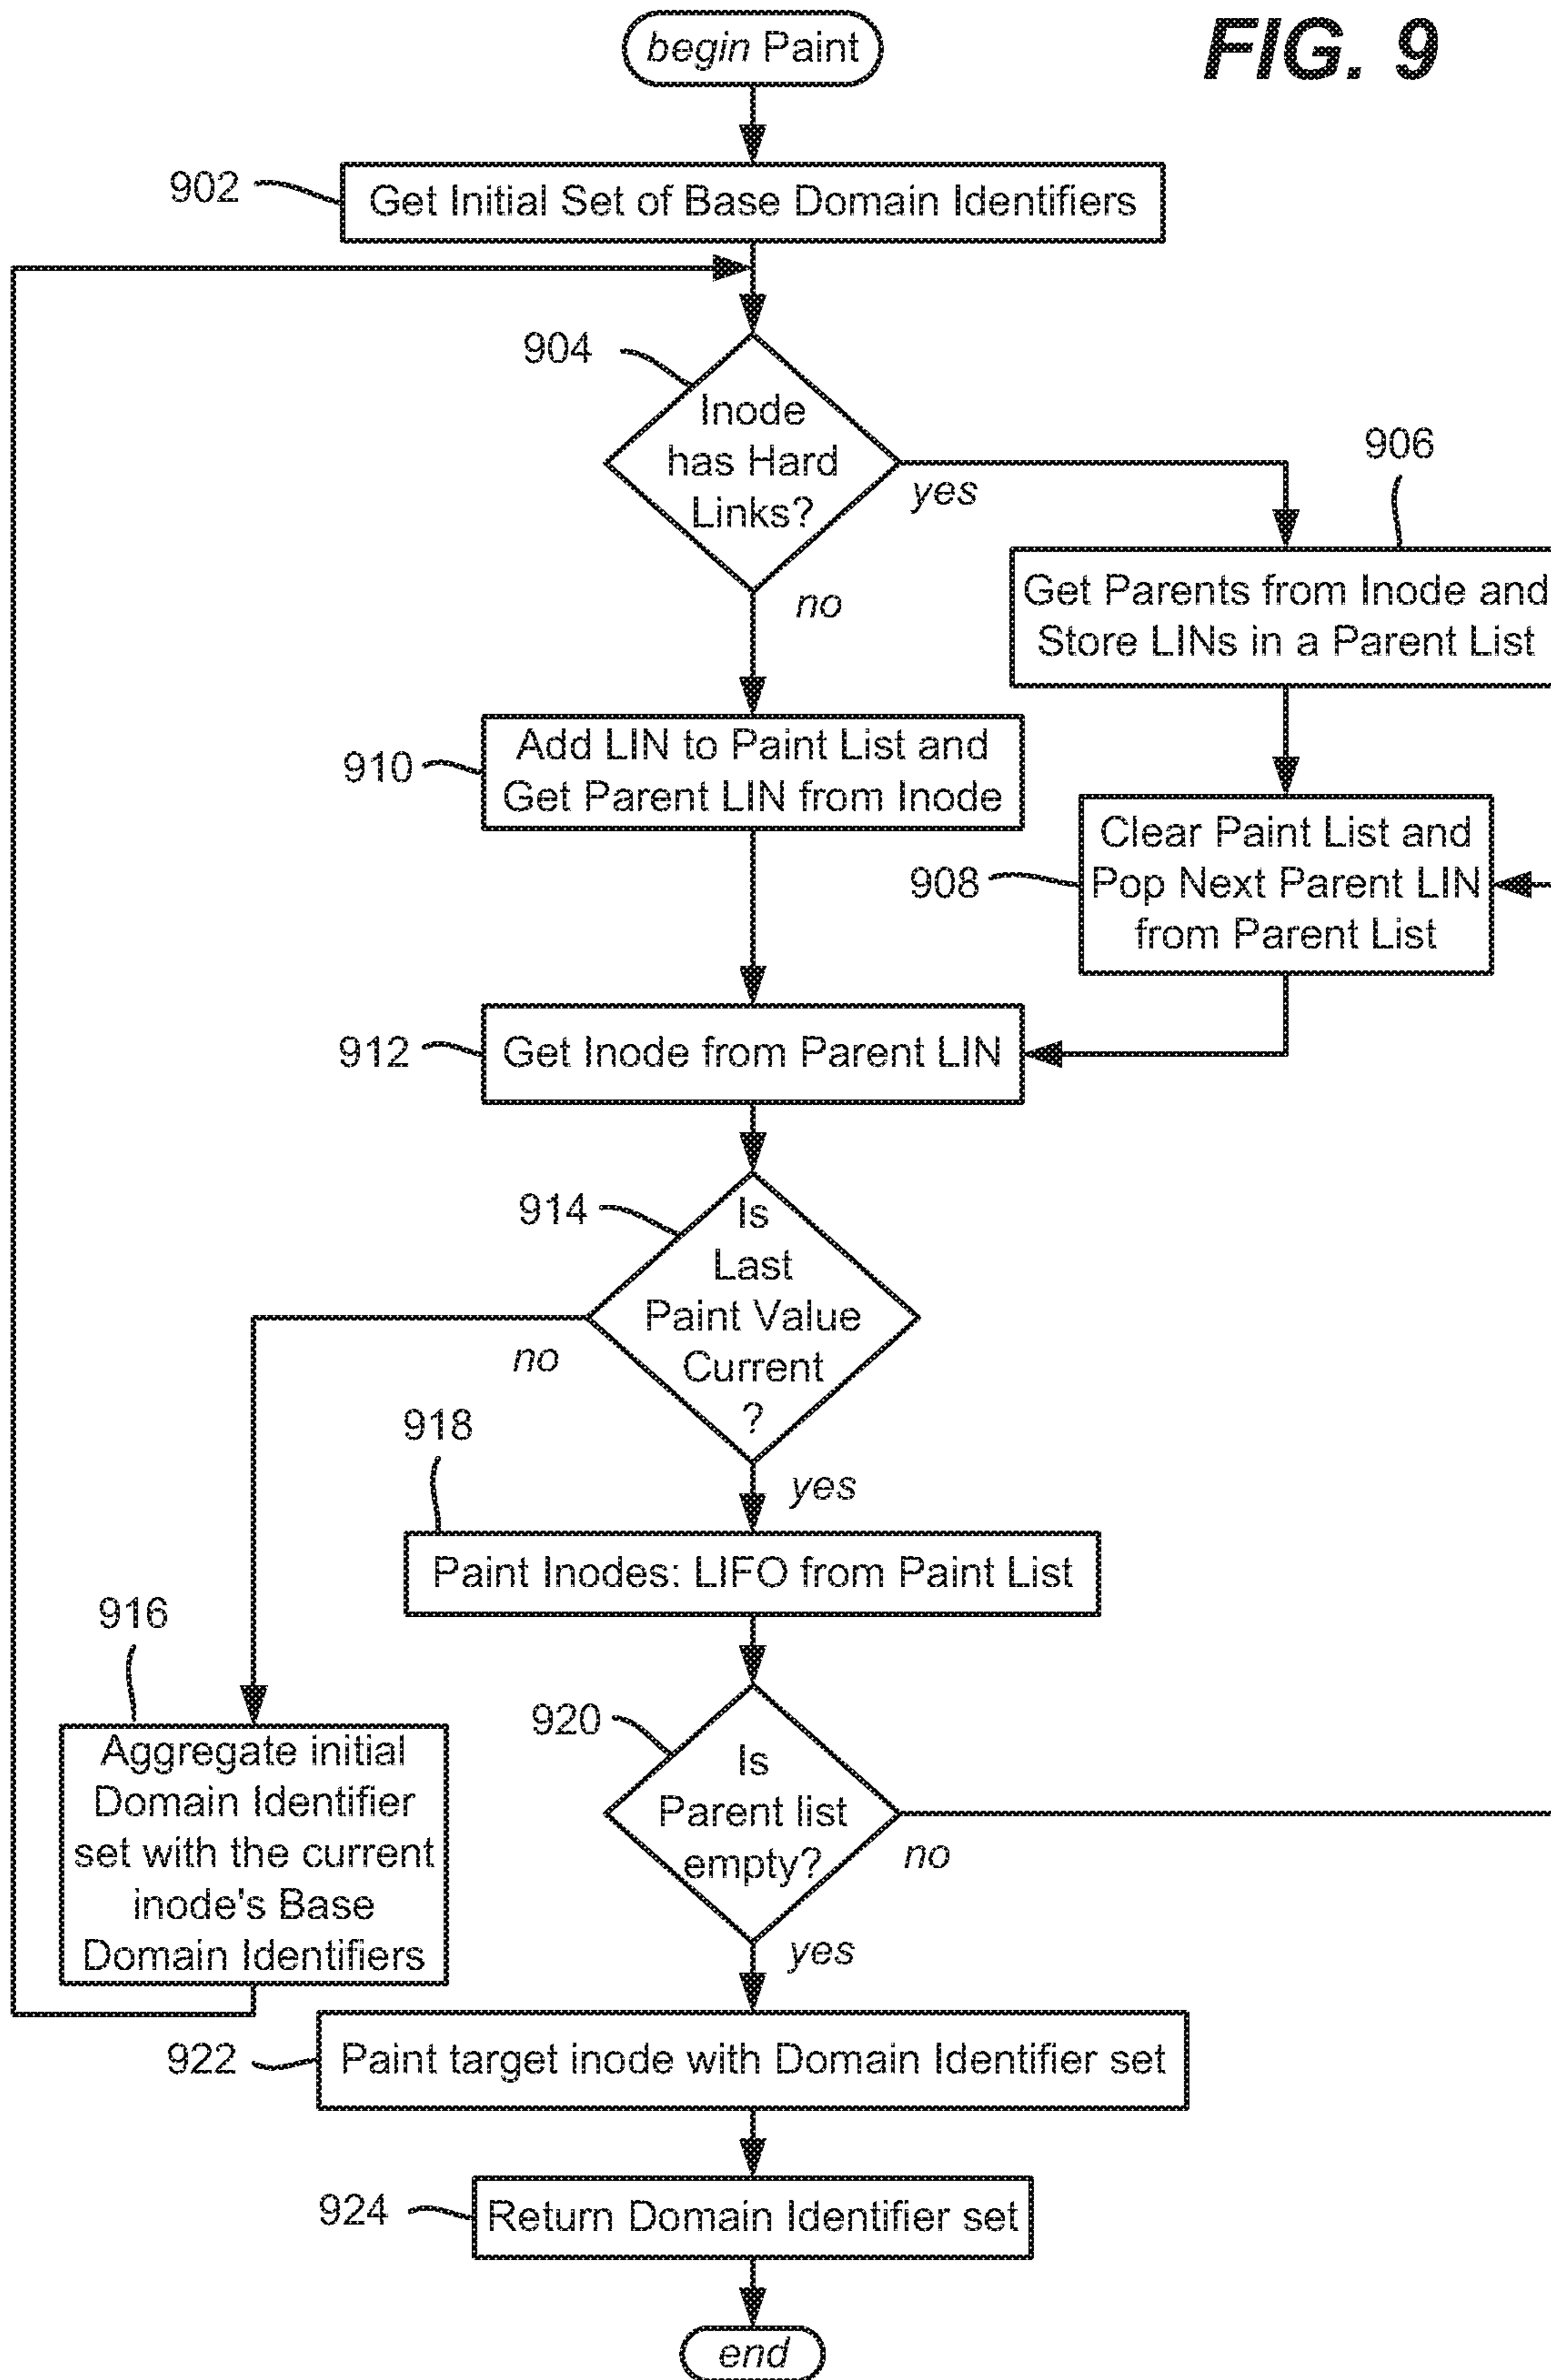 FIG. 9
begin Paint
902
Get Initial Set of Base Domain Identifiers
904
Inode
has Hard
Links?
yes
no
906
Get Parents from Inode and
Store LINs in a Parent List
910
Add LIN to Paint List and
Get Parent LIN from Inode
908
Clear Paint List and
Pop Next Parent LIN
from Parent List
912
Get Inode from Parent LIN
914
Is
Last
Paint Value
Current
?
no
yes
918
Paint Inodes: LIFO from Paint List
916
Aggregate initial
Domain Identifier
set with the current
inode's Base
Domain Identifiers
920
Is
Parent list
empty?
no
yes
922
Paint target inode with Domain Identifier set
924
Return Domain Identifier set
end